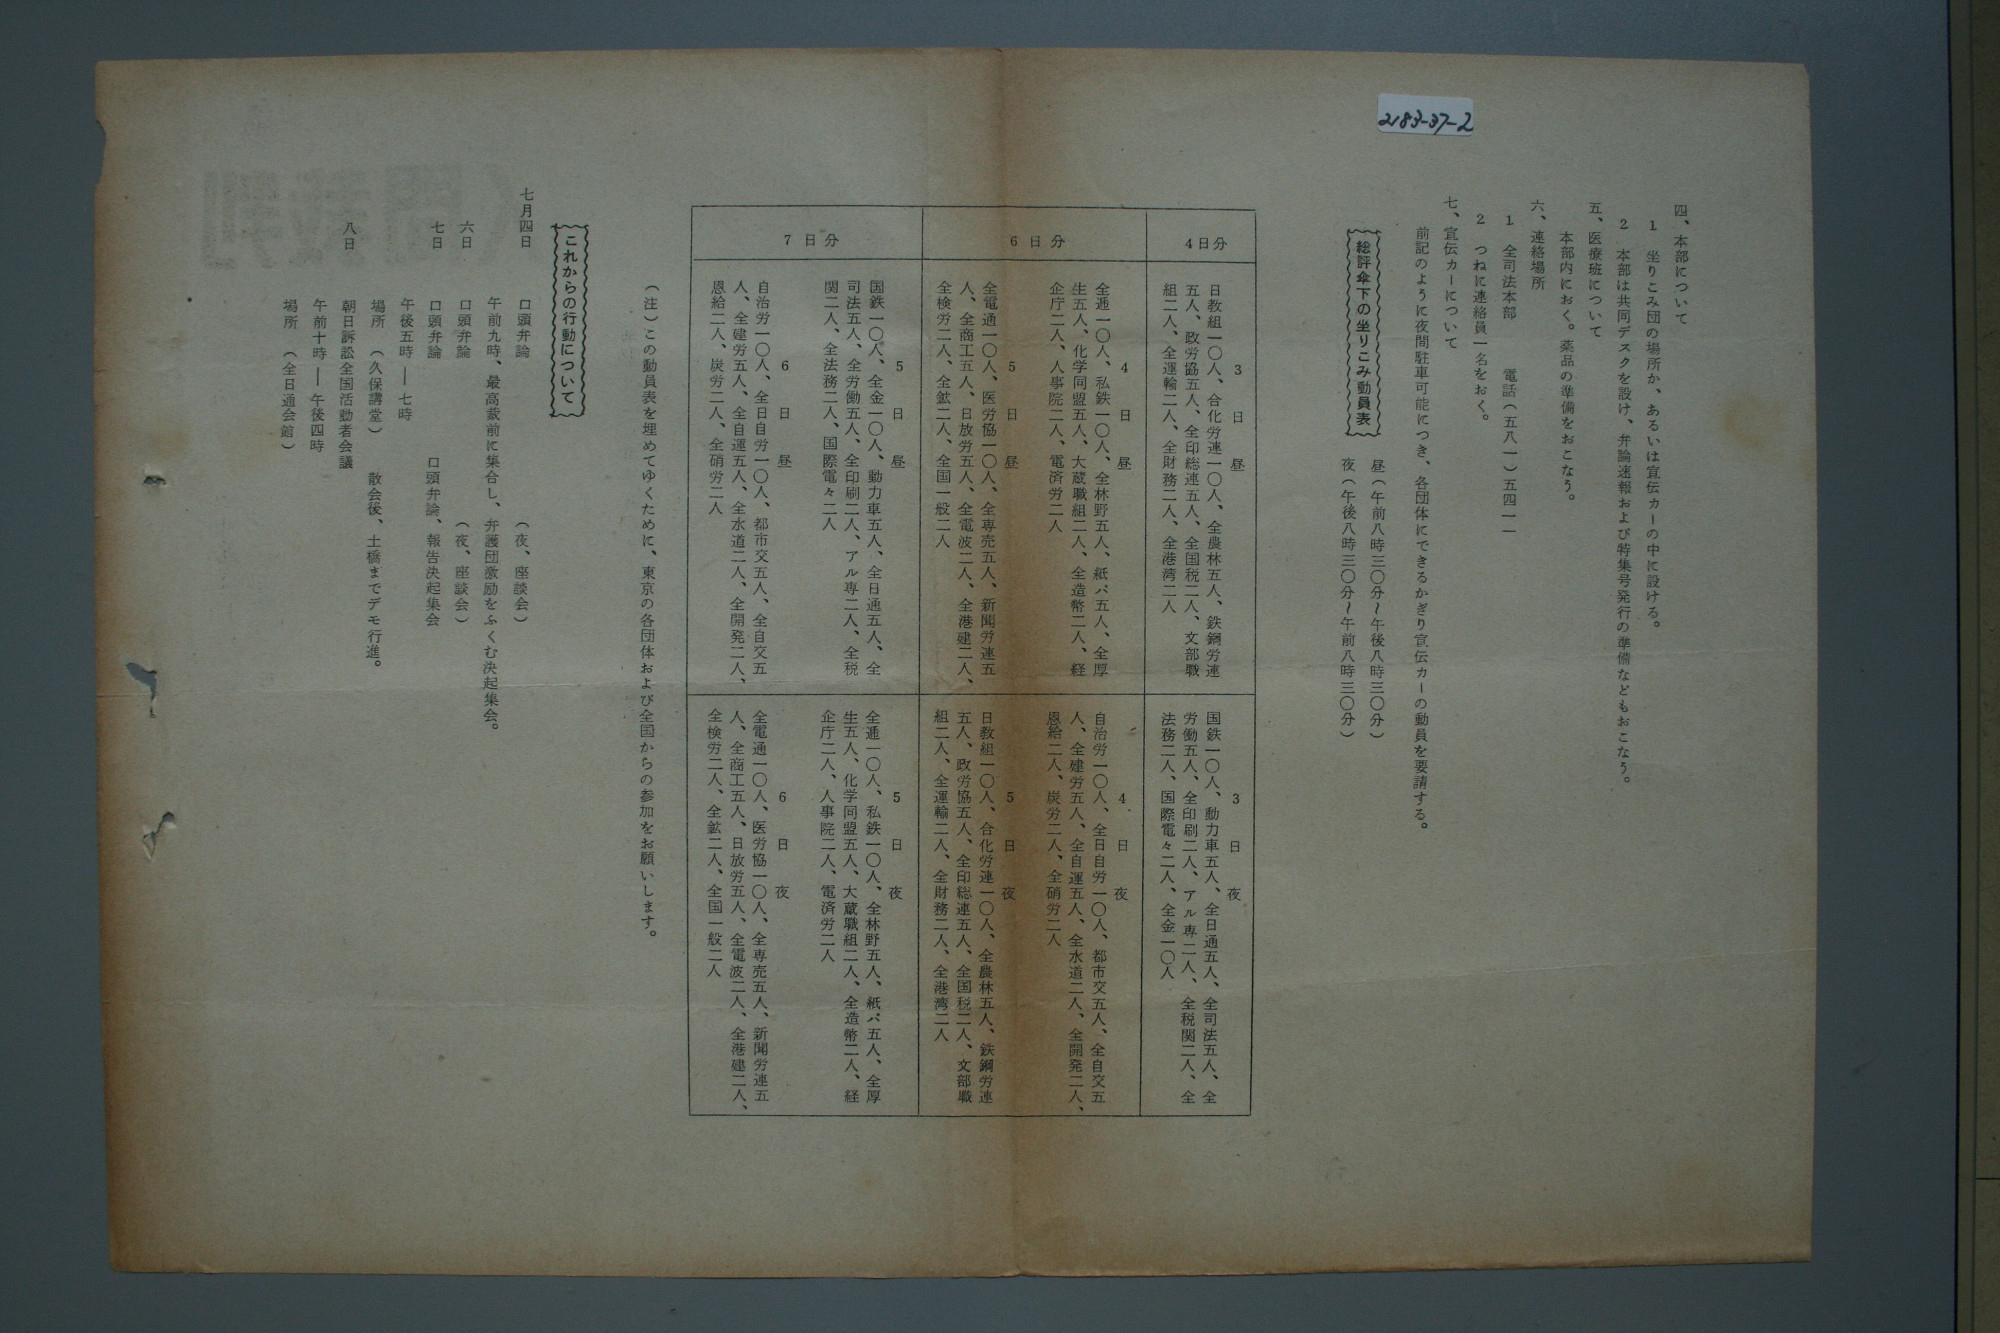 2183-37-2
四、本部について
1 坐りこみ団の場所か、あるいは宣伝カーの中に設ける。
2 本部は共同デスクを設け、弁論速報および特集号発行の準備などもおこなう。
五、医療班について
本部内におく。薬品の準備をおこなう。
六、連絡場所
1 全司法本部 電話(五八一)五四一一
2 つねに連絡員一名をおく。
七、宣伝カーについて
前記のように夜間駐車可能につき、各団体にできるかぎり宣伝カーの動員を要請する。
総評傘下の坐りこみ動員表
昼(午前八時三〇分~午後八時三〇分)
夜(午後八時三〇分~午前八時三〇分)
4日分
3日昼
日教組一〇人、合化労連一〇人、全農林五人、鉄鋼労連
五人、政労協五人、全印総連五人、全国税二人、文部職
組二人、全運輸二人、全財務二人、全港湾二人
3日夜
国鉄一〇人、動力車五人、全日通五人、全司法五人、全
労働五人、全印刷二人、アル専二人、全税関二人、全
法務二人、国際電々二人、全金一〇人
6日分
4日昼
全逓一〇人、私鉄一〇人、全林野五人、紙パ五人、全厚
生五人、化学同盟五人、大蔵職組二人、全造幣二人、経
企庁二人、人事院二人、電済労二人
4日夜
自治労一〇人、全日自労一〇人、都市交五人、全自交五
人、全建労五人、全自運五人、全水道二人、全開発二人、
恩給二人、炭労二人、全硝労二人
5日昼
全電通一〇人、医労協一〇人、全専売五人、新聞労連五
人、全商工五人、日放労五人、全電波二人、全港建二人、
全検労二人、全鉱二人、全国一般二人
5日夜
日教組一〇人、合化労連一〇人、全農林五人、鉄鋼労連
五人、政労協五人、全印総連五人、全国税二人、文部職
組二人、全運輸二人、全財務二人、全港湾二人
7日分
5日昼
国鉄一〇人、全金一〇人、動力車五人、全日通五人、全
司法五人、全労働五人、全印刷二人、アル専二人、全税
関二人、全法務二人、国際電々二人
5日夜
全逓一〇人、私鉄一〇人、全林野五人、紙パ五人、全厚
生五人、化学同盟五人、大蔵職組二人、全造幣二人、経
企庁二人、人事院二人、電済労二人
6日昼
自治労一〇人、全日自労一〇人、都市交五人、全自交五
人、全建労五人、全自運五人、全水道二人、全開発二人、
恩給二人、炭労二人、全硝労二人
6日夜
全電通一〇人、医労協一〇人、全専売五人、新聞労連五
人、全商工五人、日放労五人、全電波二人、全港建二人、
全検労二人、全鉱二人、全国一般二人
(注)この動員表を埋めてゆくために、東京の各団体および全国からの参加をお願いします。
これからの行動について
七月四日 口頭弁論 (夜、座談会)
午前九時、最高裁前に集合し、弁護団激励をふくむ決起集会。
六日 口頭弁論 (夜、座談会)
七日 口頭弁論 口頭弁論、報告決起集会
午後五時——七時
場所 (久保講堂) 散会後、土橋までデモ行進。
八日 朝日訴訟全国活動者会議
午前十時——午後四時
場所 (全日通会館)